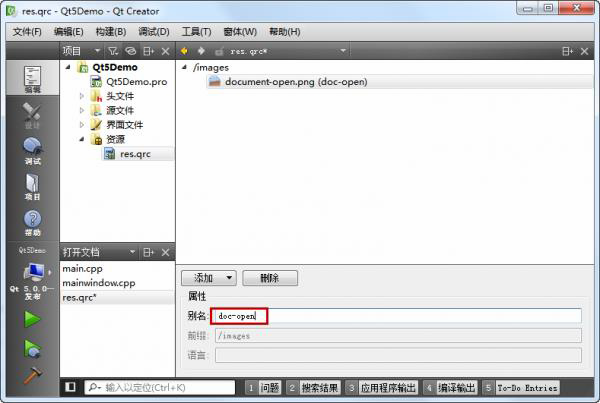 res.qrc - Qt5Demo - Qt Creator
文件(F) 编辑(E) 构建(B) 调试(D) 工具(T) 窗体(W) 帮助(H)
项目
res.qrc*
编辑
设计
调试
项目
帮助
Qt5Demo
Qt 5.0.0…
发布
Qt5Demo
Qt5Demo.pro
头文件
源文件
界面文件
资源
res.qrc
打开文档
main.cpp
mainwindow.cpp
res.qrc*
/images
document-open.png (doc-open)
添加 删除
属性
别名: doc-open
前缀: /images
语言:
输入以定位(Ctrl+K) 1 问题 2 搜索结果 3 应用程序输出 4 编译输出 5 To-Do Entries